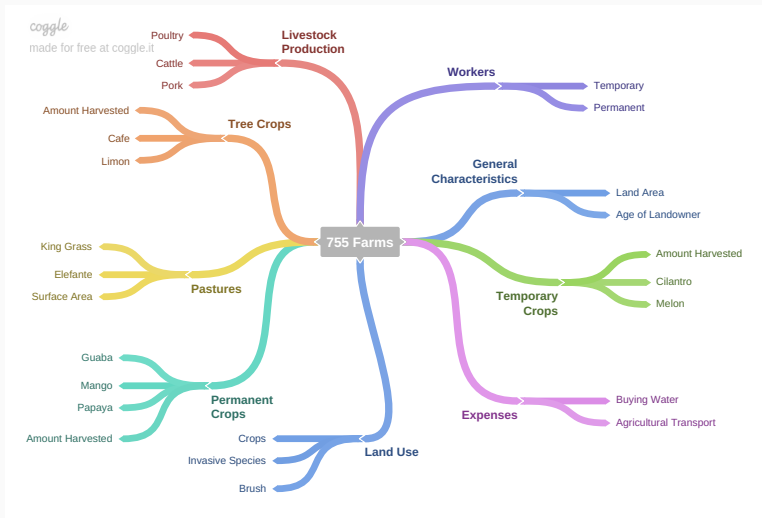 coggle
made for free at coggle.it
Poultry
Cattle
Pork
Livestock
Production
Amount Harvested
Cafe
Limon
Tree Crops
King Grass
Elefante
Surface Area
Pastures
Guaba
Mango
Papaya
Amount Harvested
Permanent
Crops
Crops
Invasive Species
Brush
Land Use
755 Farms
Workers
Temporary
Permanent
General
Characteristics
Land Area
Age of Landowner
Temporary
Crops
Amount Harvested
Cilantro
Melon
Expenses
Buying Water
Agricultural Transport